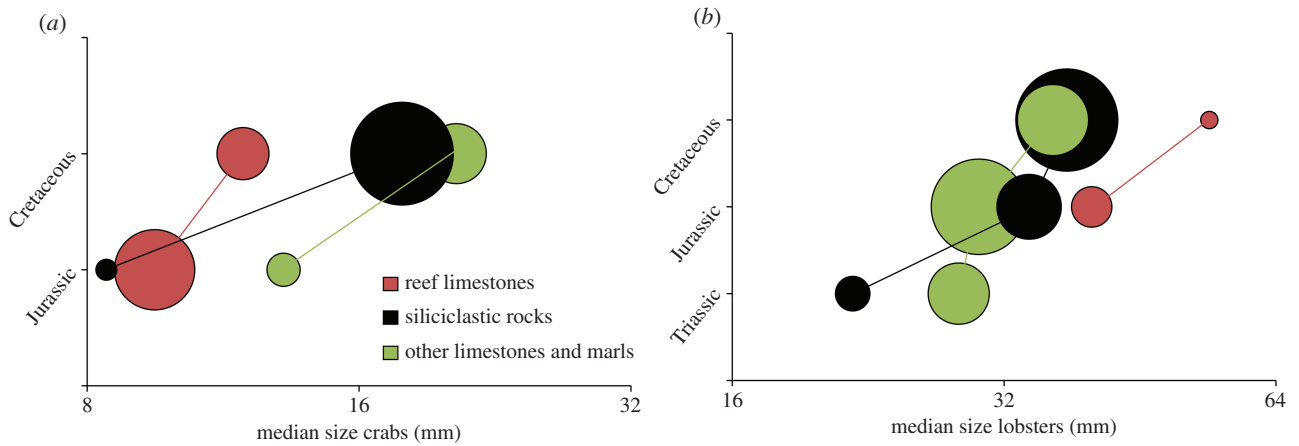 (a)
Cretaceous
Jurassic
reef limestones
siliciclastic rocks
other limestones and marls
8
16
32
median size crabs (mm)
(b)
Cretaceous
Jurassic
Triassic
16
32
64
median size lobsters (mm)